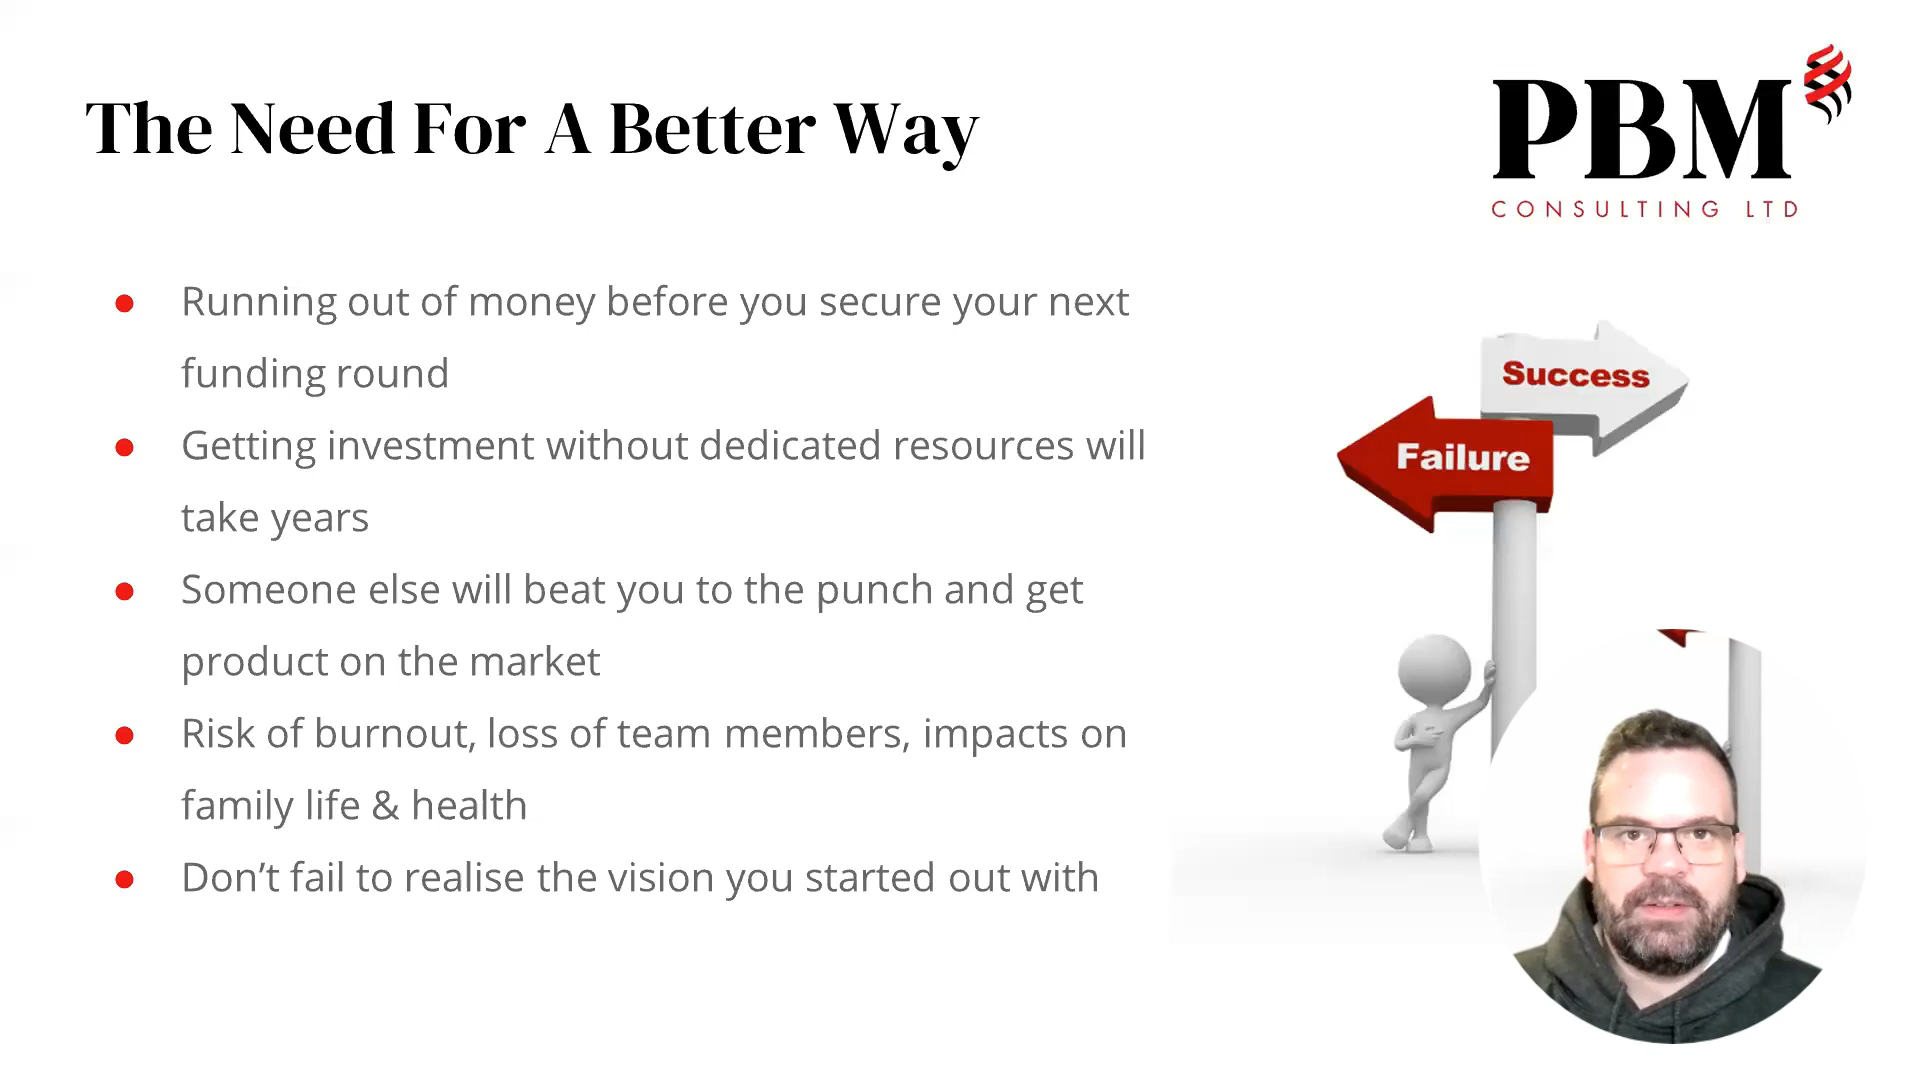 The Need For A Better Way
PBM
CONSULTING LTD
Running out of money before you secure your next
funding round
Getting investment without dedicated resources will
take years
Someone else will beat you to the punch and get
product on the market
Risk of burnout, loss of team members, impacts on
family life & health
Don’t fail to realise the vision you started out with
Success
Failure